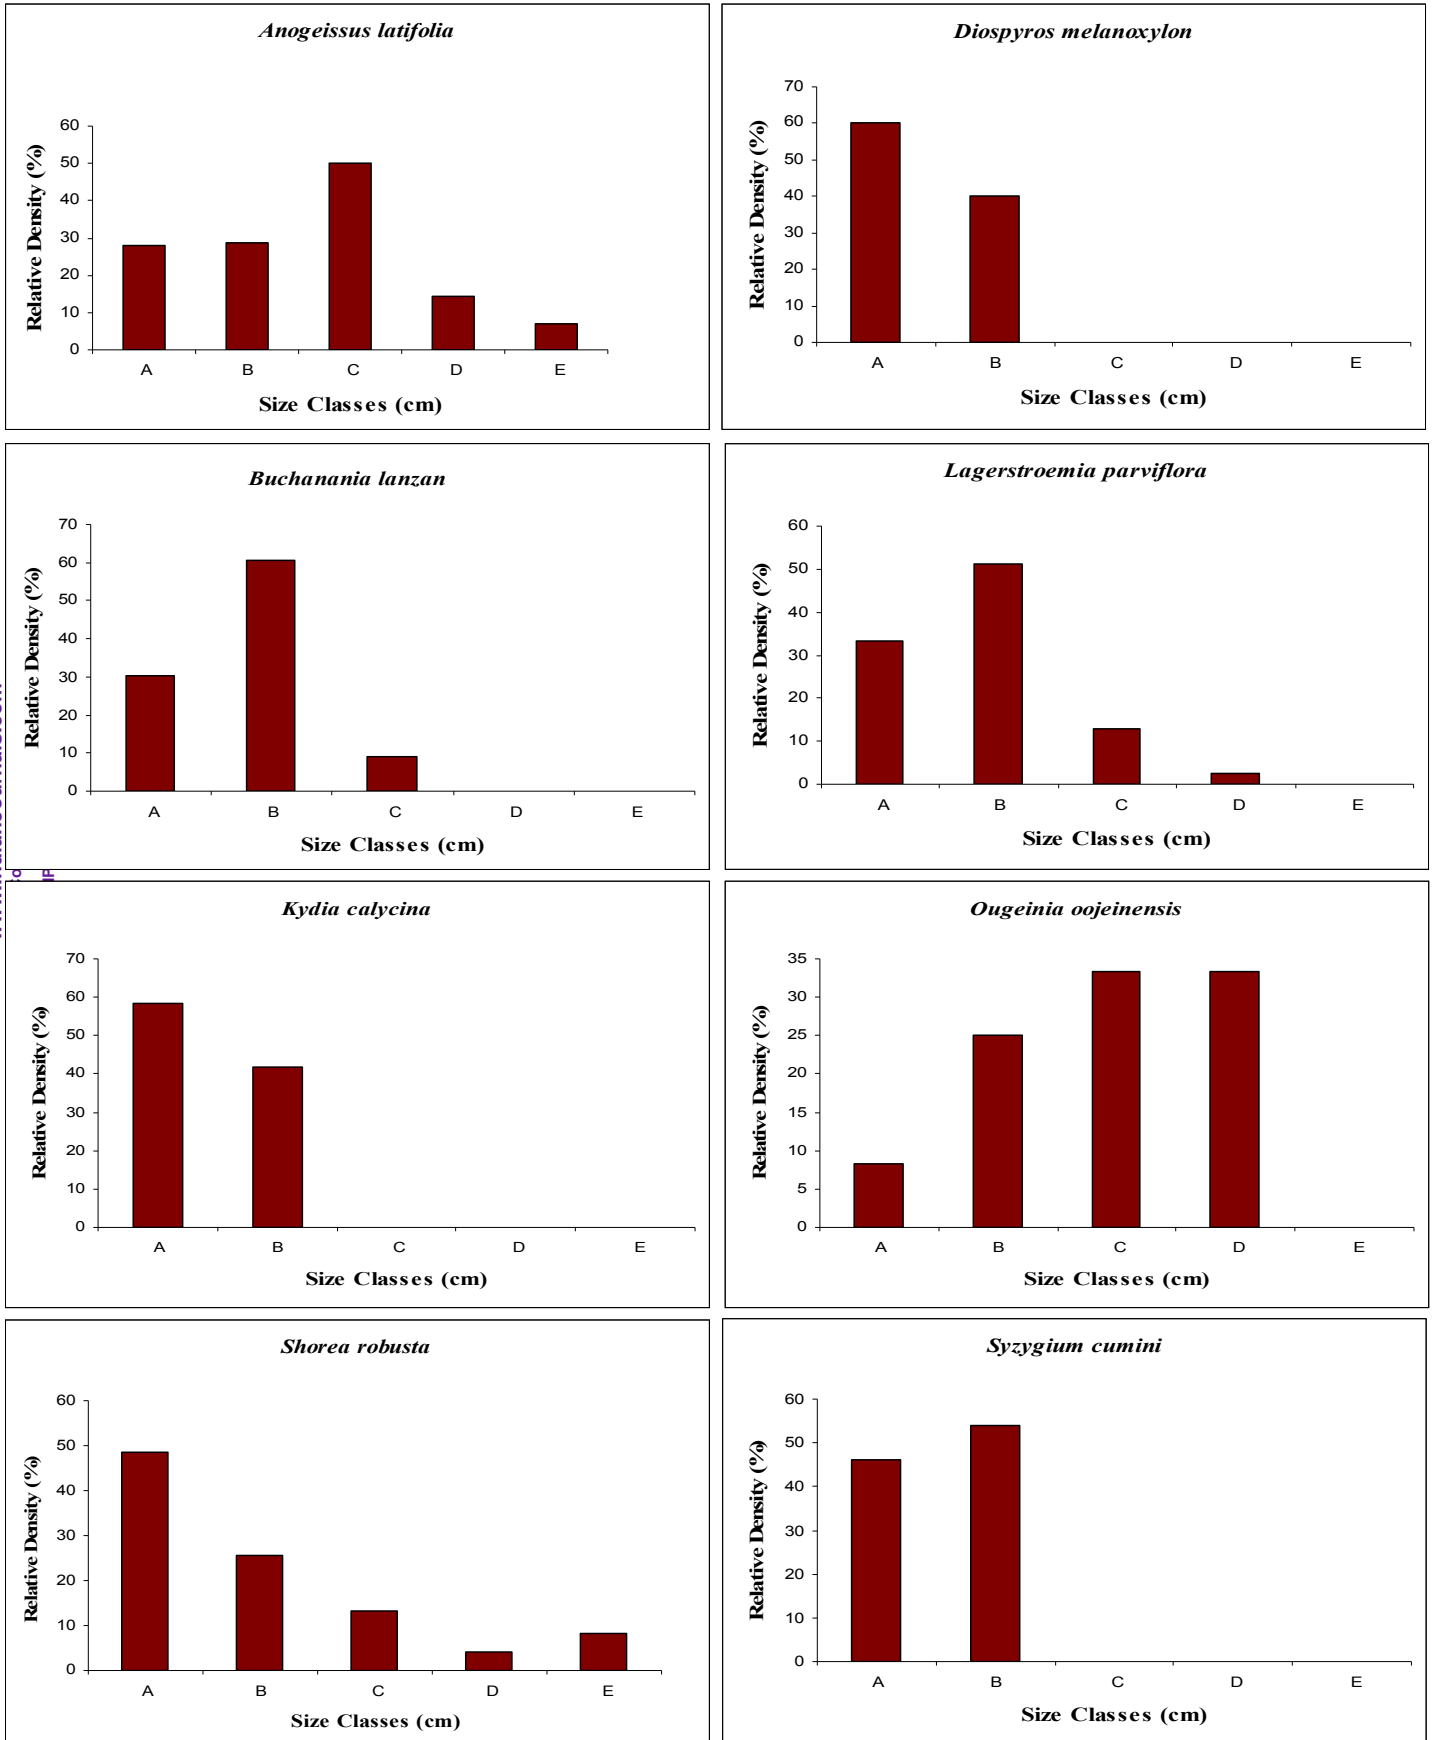 Anogeissus latifolia
Relative Density (%)
60
50
40
30
20
10
0
A B C D E
Size Classes (cm)
Diospyros melanoxylon
Relative Density (%)
70
60
50
40
30
20
10
0
A B C D E
Size Classes (cm)
Buchanania lanzan
Relative Density (%)
70
60
50
40
30
20
10
0
A B C D E
Size Classes (cm)
Lagerstroemia parviflora
Relative Density (%)
60
50
40
30
20
10
0
A B C D E
Size Classes (cm)
Kydia calycina
Relative Density (%)
70
60
50
40
30
20
10
0
A B C D E
Size Classes (cm)
Ougeinia oojeinensis
Relative Density (%)
35
30
25
20
15
10
5
0
A B C D E
Size Classes (cm)
Shorea robusta
Relative Density (%)
60
50
40
30
20
10
0
A B C D E
Size Classes (cm)
Syzygium cumini
Relative Density (%)
60
50
40
30
20
10
0
A B C D E
Size Classes (cm)